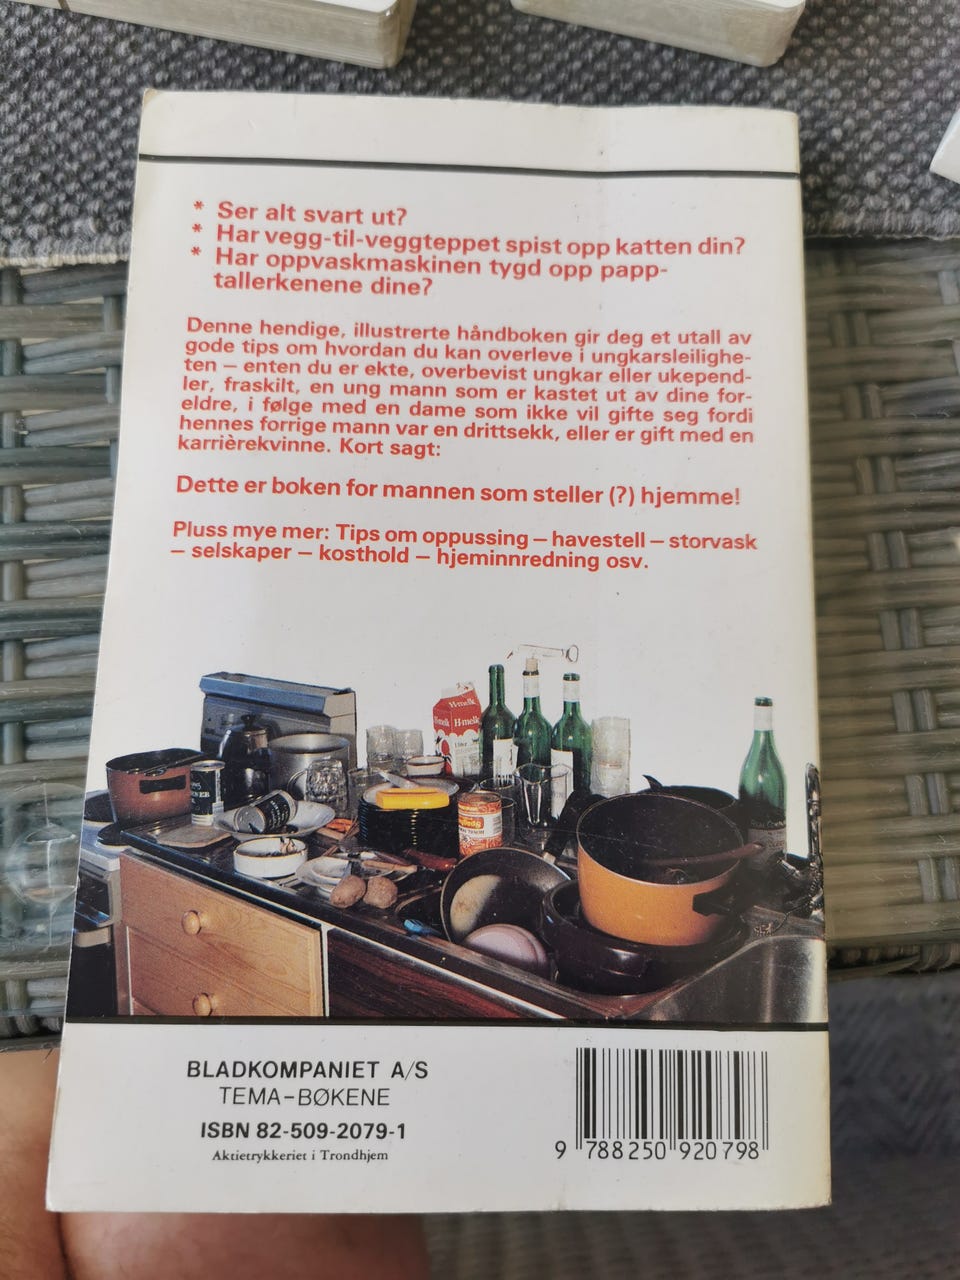 * Ser alt svart ut?
* Har vegg-til-veggteppet spist opp katten din?
* Har oppvaskmaskinen tygd opp papp-
tallerkenene dine?
Denne hendige, illustrerte håndboken gir deg et utall av
gode tips om hvordan du kan overleve i ungkarsleilighe-
ten — enten du er ekte, overbevist ungkar eller ukepend-
ler, fraskilt, en ung mann som er kastet ut av dine for-
eldre, i følge med en dame som ikke vil gifte seg fordi
hennes forrige mann var en drittsekk, eller er gift med en
karrièrekvinne. Kort sagt:
Dette er boken for mannen som steller (?) hjemme!
Pluss mye mer: Tips om oppussing — havestell — storvask
— selskaper — kosthold — hjeminnredning osv.
H-melk
H-melk H-melk
BLADKOMPANIET A/S
TEMA-BØKENE
ISBN 82-509-2079-1
Aktietrykkeriet i Trondhjem
9 788250 920798